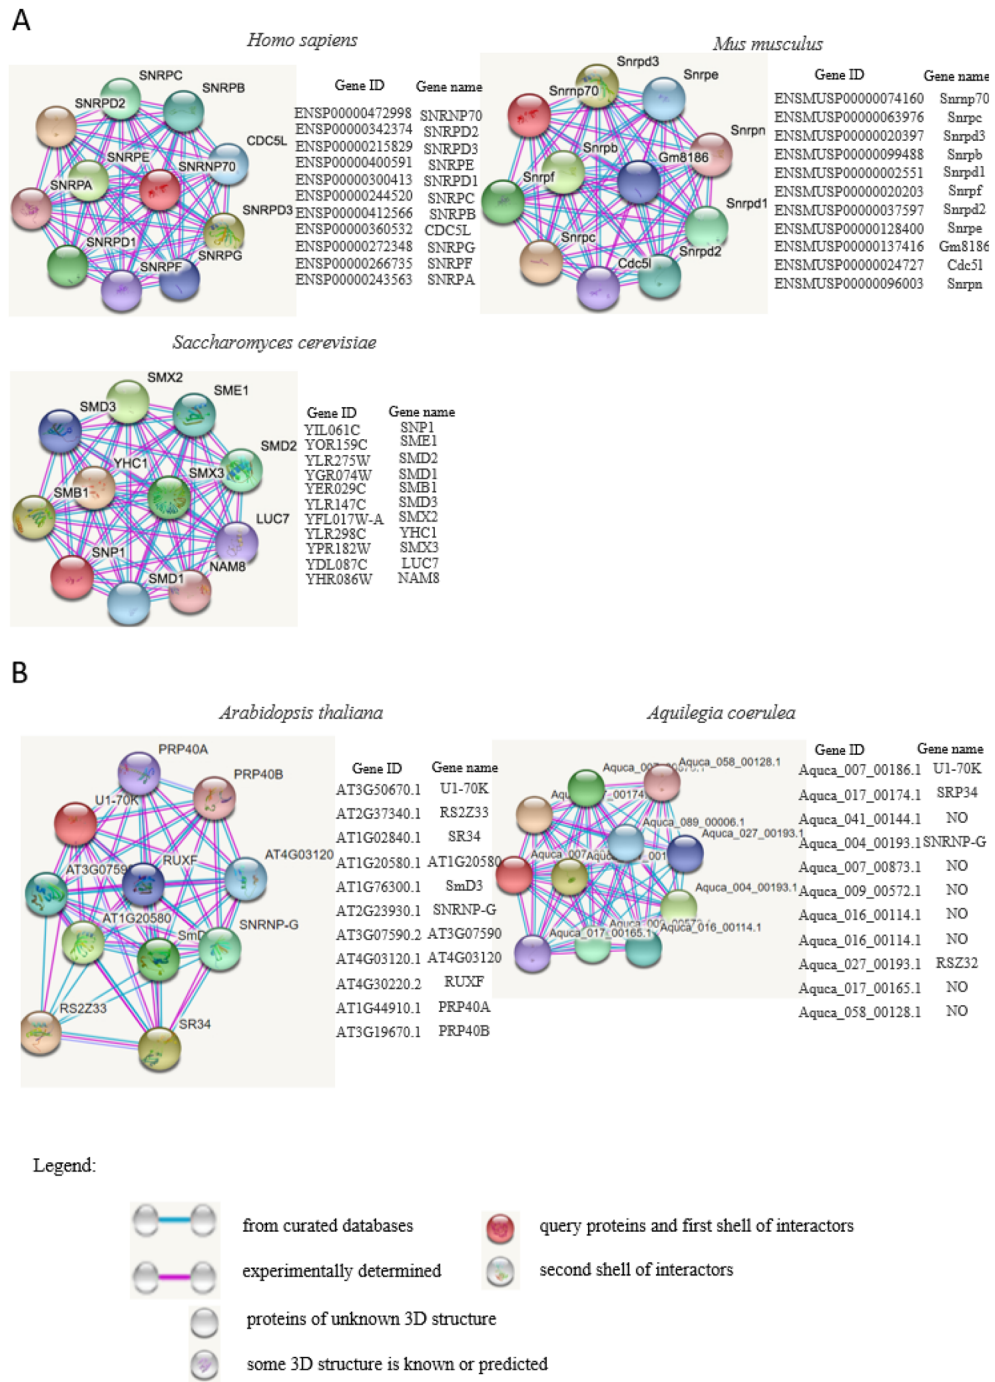 A
Homo sapiens
SNRPC
SNRPB
SNRPD2
CDC5L
SNRPE
SNRNP70
SNRPA
SNRPD3
SNRPD1
SNRPG
SNRPF
Gene ID Gene name
ENSP00000472998 SNRNP70
ENSP00000342374 SNRPD2
ENSP00000215829 SNRPD3
ENSP00000400591 SNRPE
ENSP00000300413 SNRPD1
ENSP00000244520 SNRPC
ENSP00000412566 SNRPB
ENSP00000360532 CDC5L
ENSP00000272348 SNRPG
ENSP00000266735 SNRPF
ENSP00000243563 SNRPA
Mus musculus
Snrpd3
Snrpe
Snrnp70
Snrpn
Snrpb
Gm8186
Snrpf
Snrpd1
Snrpc
Snrpd2
Cdc5l
Gene ID Gene name
ENSMUSP00000074160 Snrnp70
ENSMUSP00000063976 Snrpc
ENSMUSP00000020397 Snrpd3
ENSMUSP00000099488 Snrpb
ENSMUSP00000002551 Snrpd1
ENSMUSP00000020203 Snrpf
ENSMUSP00000037597 Snrpd2
ENSMUSP00000128400 Snrpe
ENSMUSP00000137416 Gm8186
ENSMUSP00000024727 Cdc5l
ENSMUSP00000096003 Snrpn
Saccharomyces cerevisiae
SMX2
SME1
SMD3
SMD2
YHC1
SMX3
SMB1
LUC7
SNP1
NAM8
SMD1
Gene ID Gene name
YIL061C SNP1
YOR159C SME1
YLR275W SMD2
YGR074W SMD1
YER029C SMB1
YLR147C SMD3
YFL017W-A SMX2
YLR298C YHC1
YPR182W SMX3
YDL087C LUC7
YHR086W NAM8
B
Arabidopsis thaliana
PRP40A
PRP40B
U1-70K
AT4G03120
RUXF
AT3G0759
AT1G20580
SNRNP-G
SmD
RS2Z33
SR34
Gene ID Gene name
AT3G50670.1 U1-70K
AT2G37340.1 RS2Z33
AT1G02840.1 SR34
AT1G20580.1 AT1G20580
AT1G76300.1 SmD3
AT2G23930.1 SNRNP-G
AT3G07590.2 AT3G07590
AT4G03120.1 AT4G03120
AT4G30220.2 RUXF
AT1G44910.1 PRP40A
AT3G19670.1 PRP40B
Aquilegia coerulea
Aquca_058_00128.1
Aquca_089_00006.1
Aquca_027_00193.1
Aquca_004_00193.1
Aquca_016_00114.1
Aquca_017_00165.1
Gene ID Gene name
Aquca_007_00186.1 U1-70K
Aquca_017_00174.1 SRP34
Aquca_041_00144.1 NO
Aquca_004_00193.1 SNRNP-G
Aquca_007_00873.1 NO
Aquca_009_00572.1 NO
Aquca_016_00114.1 NO
Aquca_016_00114.1 NO
Aquca_027_00193.1 RSZ32
Aquca_017_00165.1 NO
Aquca_058_00128.1 NO
Legend:
from curated databases
experimentally determined
proteins of unknown 3D structure
some 3D structure is known or predicted
query proteins and first shell of interactors
second shell of interactors